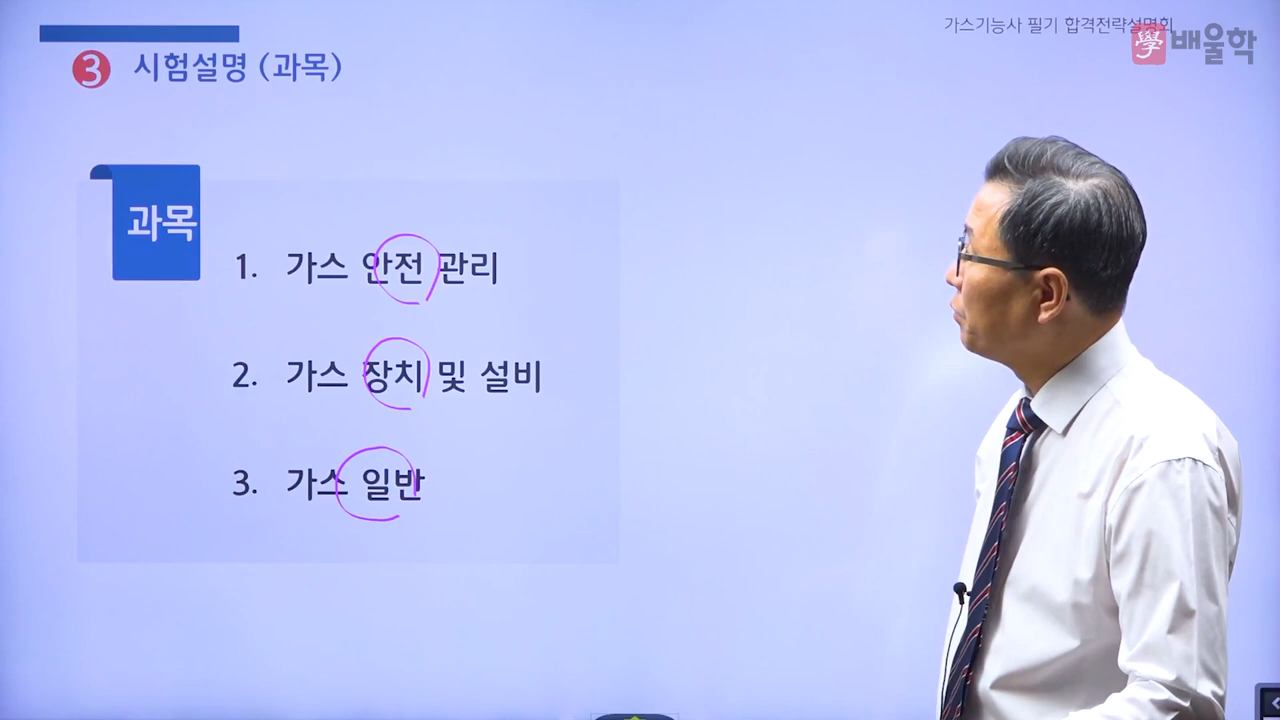 가스기능사 필기 합격전략설명회
學 배울학
3 시험설명 (과목)
과목
1. 가스 안전 관리
2. 가스 장치 및 설비
3. 가스 일반